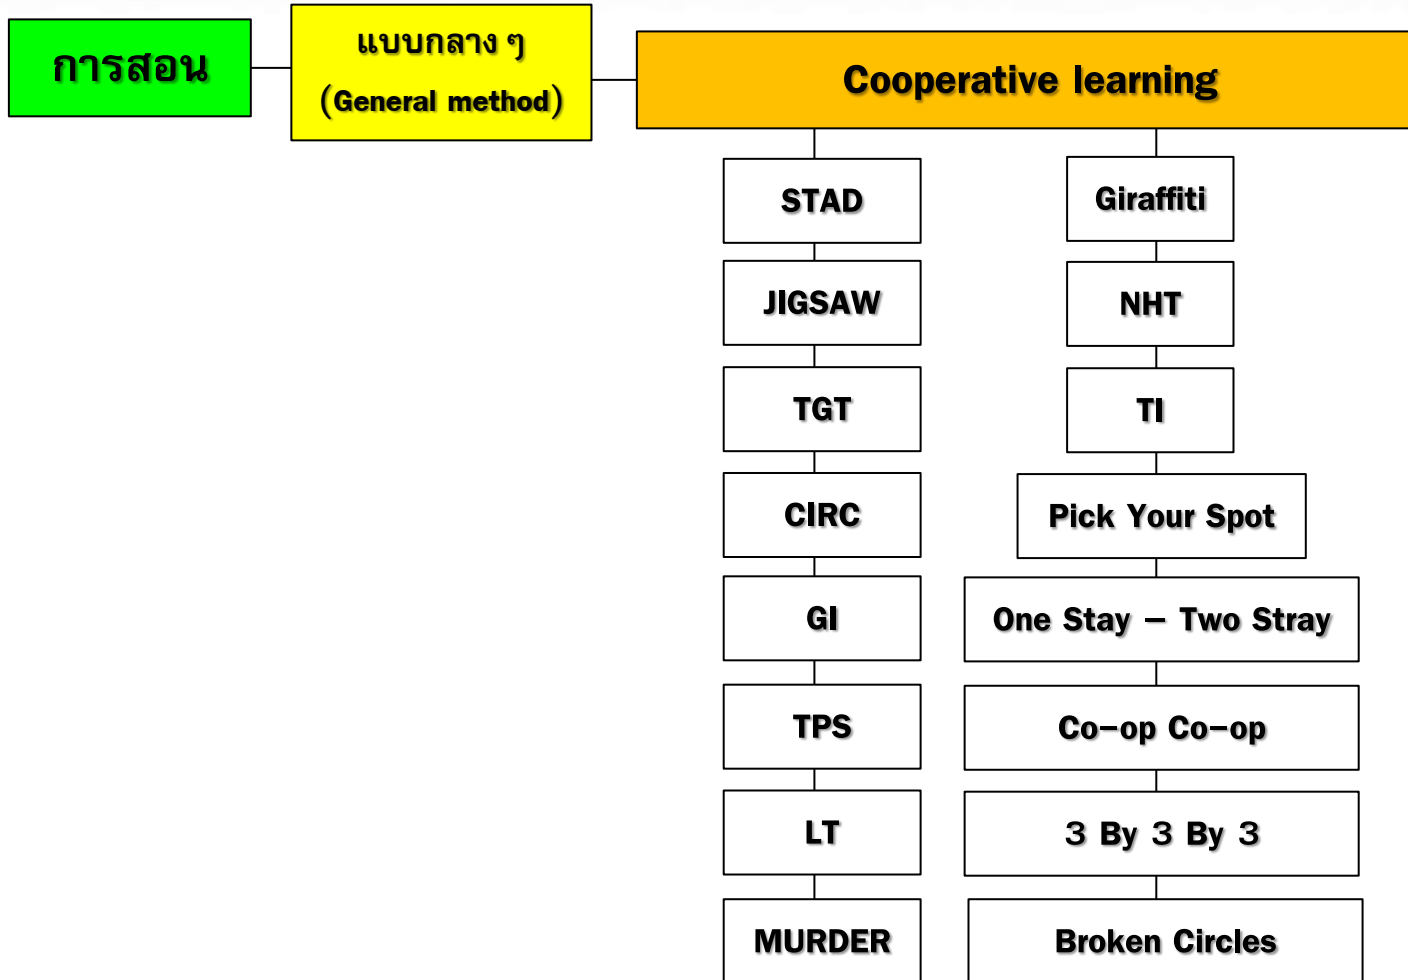 การสอน
แบบกลาง ๆ
(General method)
Cooperative learning
STAD
JIGSAW
TGT
CIRC
GI
TPS
LT
MURDER
Giraffiti
NHT
TI
Pick Your Spot
One Stay – Two Stray
Co-op Co-op
3 By 3 By 3
Broken Circles